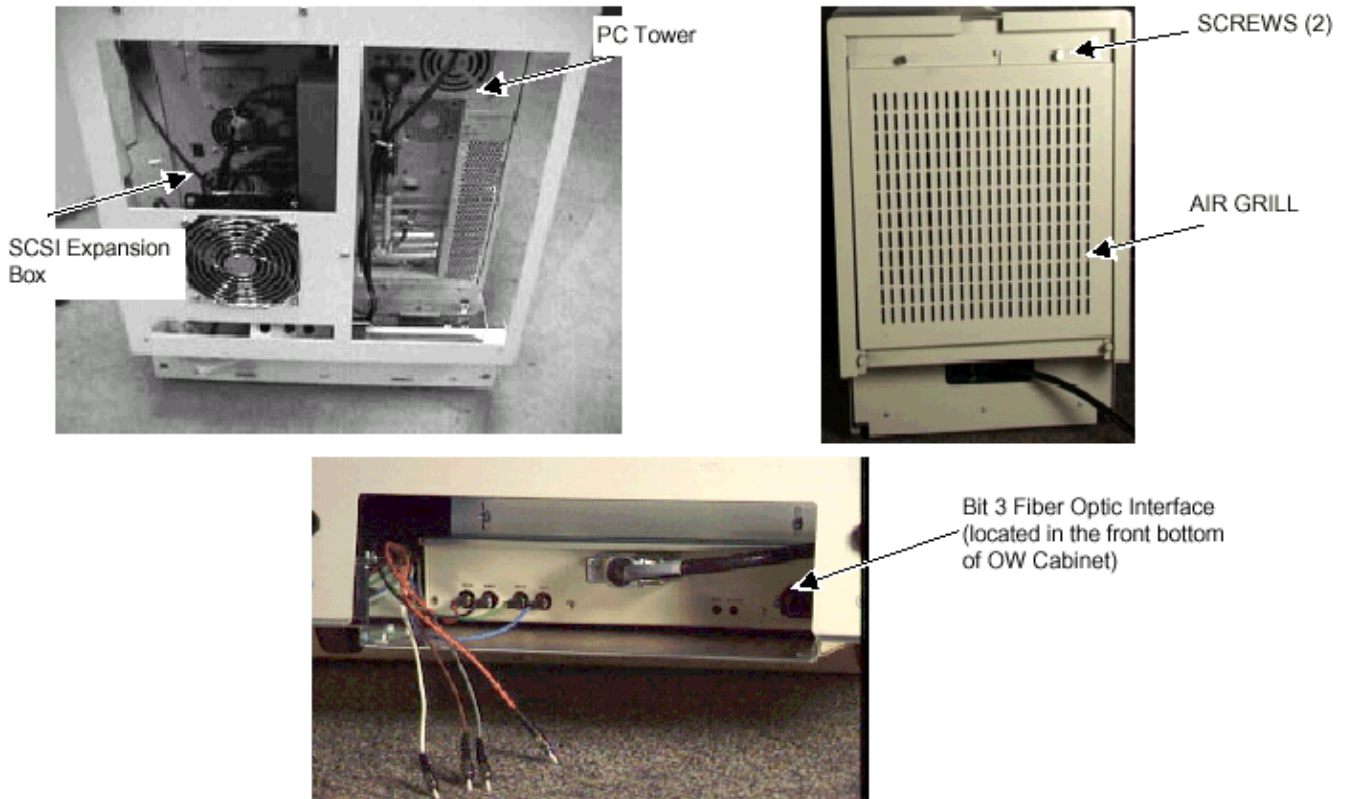 PC Tower
SCSI Expansion
Box
SCREWS (2)
AIR GRILL
Bit 3 Fiber Optic Interface
(located in the front bottom
of OW Cabinet)